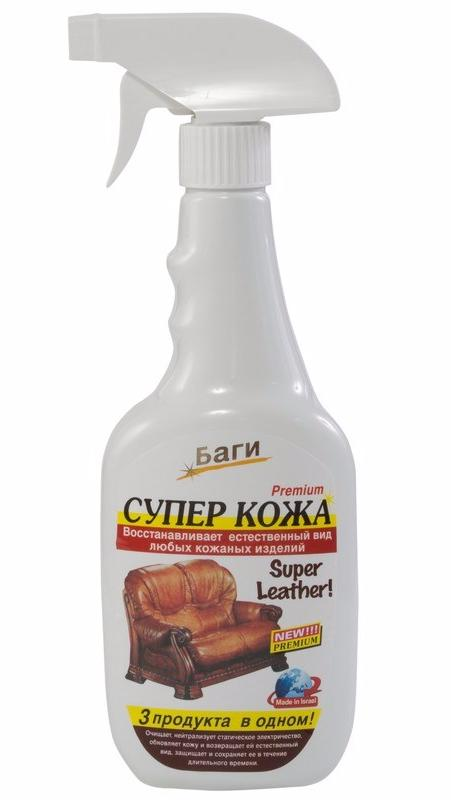 Баги
Premium
СУПЕР КОЖА
Восстанавливает естественный вид
любых кожаных изделий
Super
Leather!
NEW!!!
PREMIUM
Made in Israel
3 продукта в одном!
Очищает, нейтрализует статическое электричество,
обновляет кожу и возвращает ей естественный
вид, защищает и сохраняет ее в течение
длительного времени.